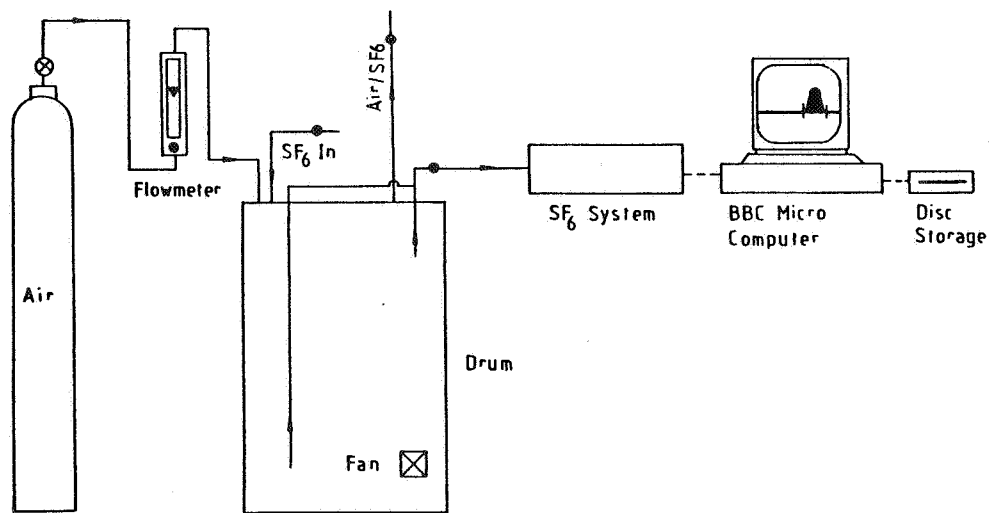 Air/SF6
SF6 In
Flowmeter
SF6 System
BBC Micro
Computer
Disc
Storage
Air
Drum
Fan